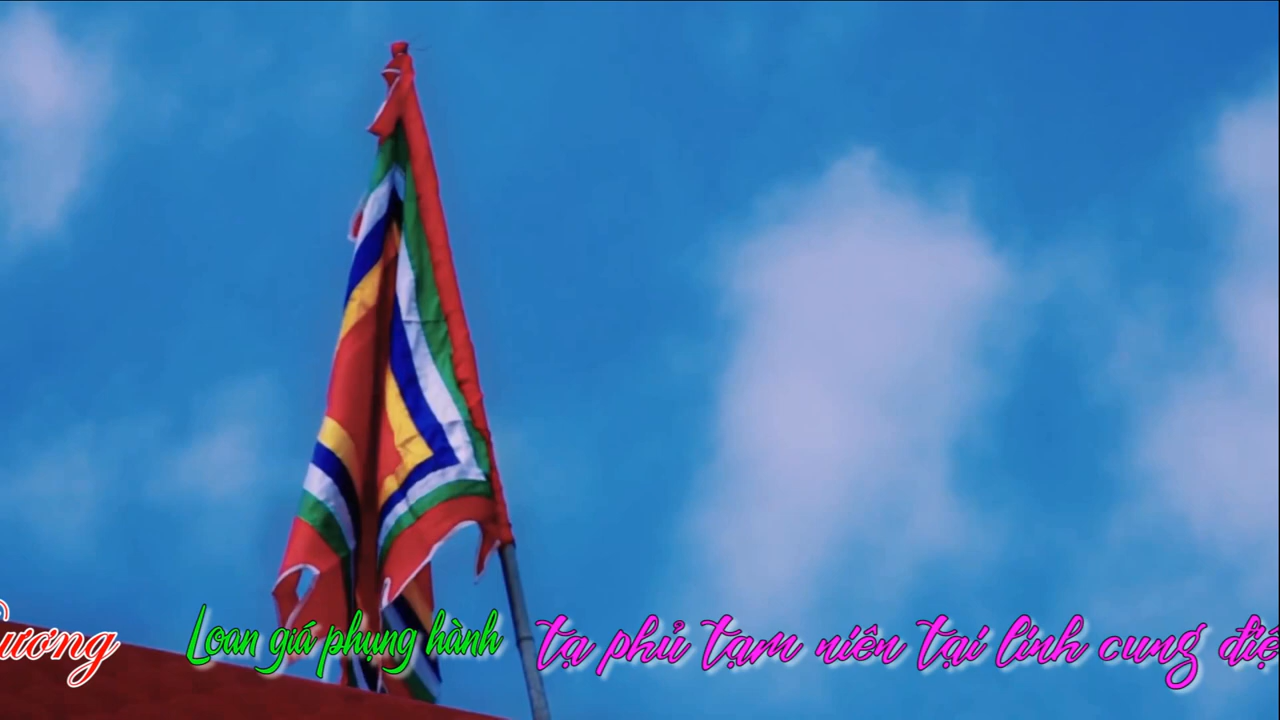 Loan giá phụng hành tạ phủ tạm niên tại linh cung